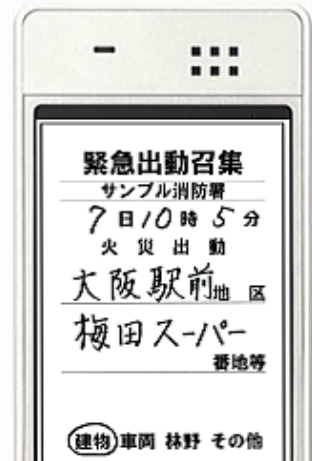 緊急出動召集
サンプル消防署
7日10時5分
火災出動
大阪駅前地区
梅田スーパー
番地等
建物 車両 林野 その他